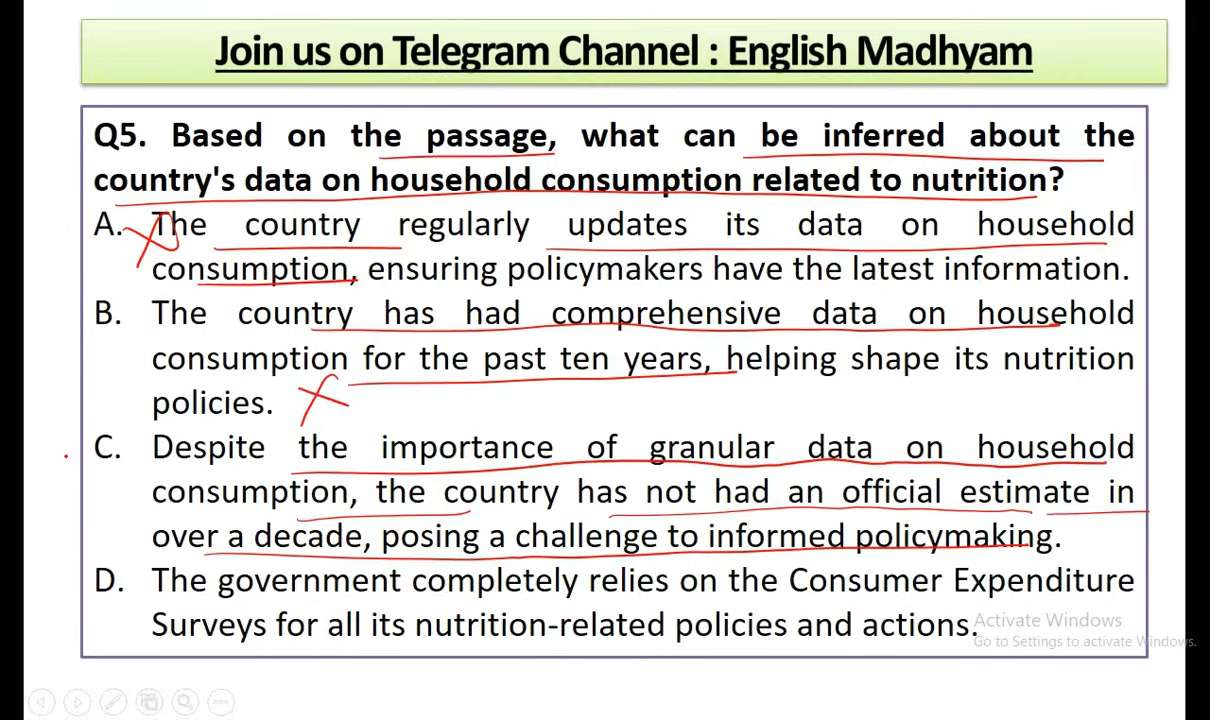 Join us on Telegram Channel : English Madhyam
Q5. Based on the passage, what can be inferred about the
country's data on household consumption related to nutrition?
A. The country regularly updates its data on household
consumption, ensuring policymakers have the latest information.
B. The country has had comprehensive data on household
consumption for the past ten years, helping shape its nutrition
policies.
C. Despite the importance of granular data on household
consumption, the country has not had an official estimate in
over a decade, posing a challenge to informed policymaking.
D. The government completely relies on the Consumer Expenditure
Surveys for all its nutrition-related policies and actions.
Activate Windows
Go to Settings to activate Windows.